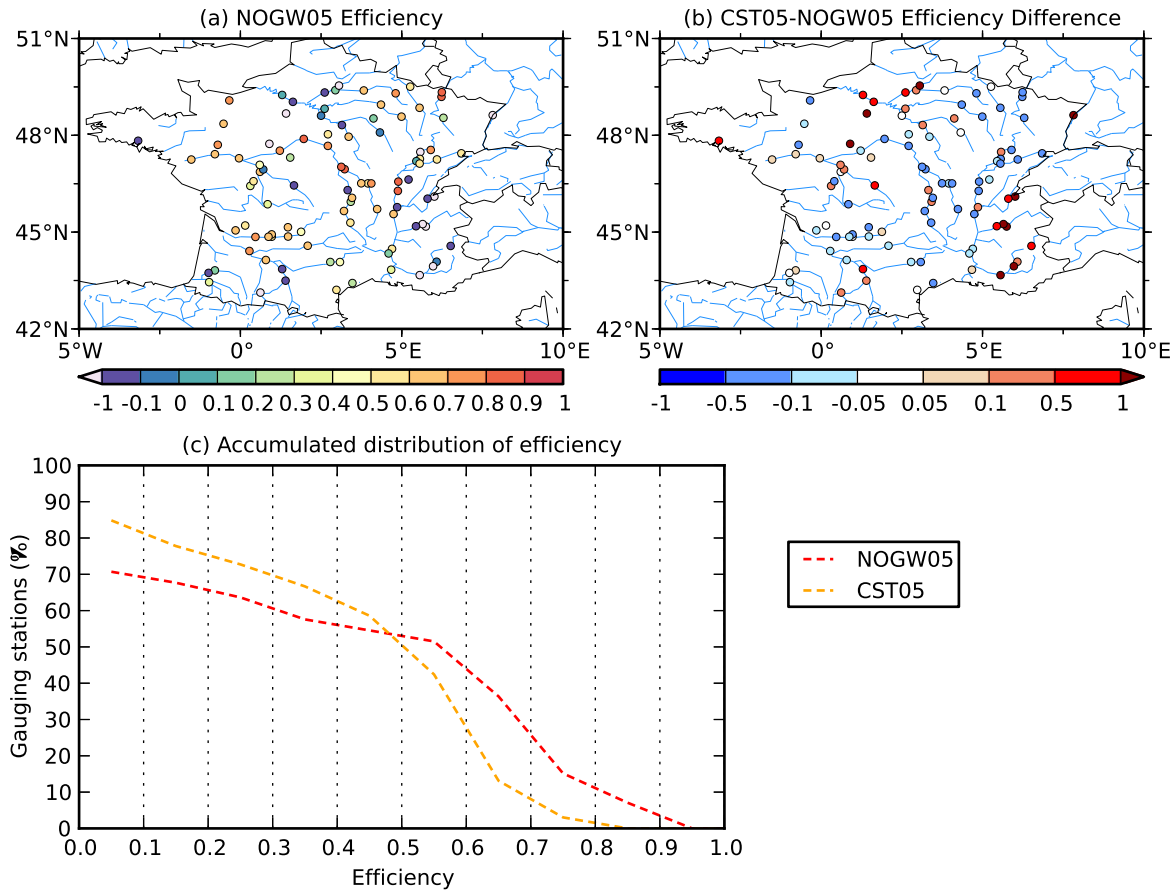 (a) NOGW05 Efficiency
(b) CST05-NOGW05 Efficiency Difference
51°N
48°N
45°N
42°N
5°W 0 5°E 10°E
51°N
48°N
45°N
42°N
5°W 0 5°E 10°E
-1 -0.1 0 0.1 0.2 0.3 0.4 0.5 0.6 0.7 0.8 0.9 1
-1 -0.5 -0.1 -0.05 0.05 0.1 0.5 1
(c) Accumulated distribution of efficiency
100
90
80
70
60
50
40
30
20
10
0
Gauging stations (%)
0.0 0.1 0.2 0.3 0.4 0.5 0.6 0.7 0.8 0.9 1.0
Efficiency
NOGW05
CST05